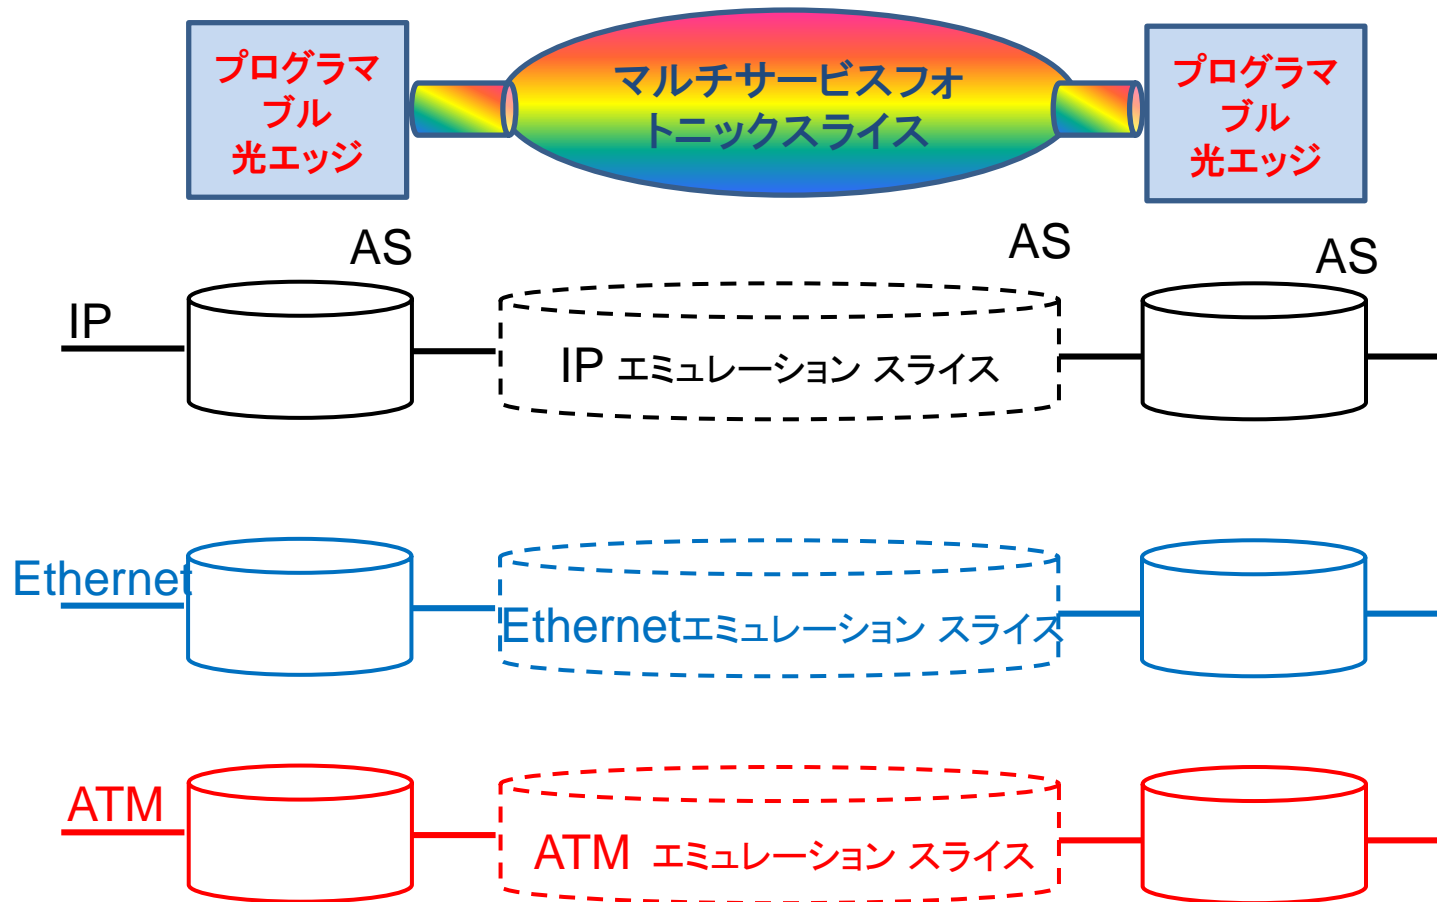 プログラマ
ブル
光エッジ
マルチサービスフォ
トニックスライス
プログラマ
ブル
光エッジ
AS
AS
AS
IP
IP エミュレーション スライス
Ethernet
Ethernetエミュレーション スライス
ATM
ATM エミュレーション スライス